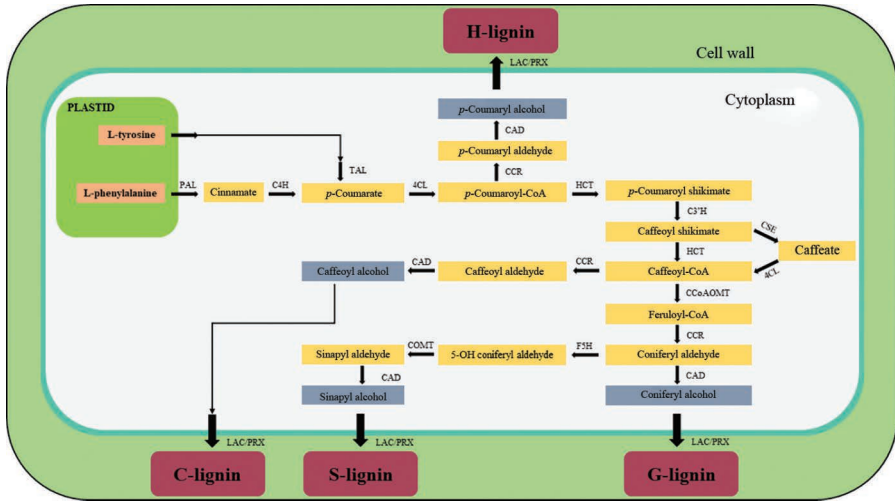 H-lignin
LAC/PRX
Cell wall
Cytoplasm
PLASTID
L-tyrosine
L-phenylalanine
PAL
Cinnamate
C4H
TAL
p-Coumarate
4CL
p-Coumaryl alcohol
CAD
p-Coumaryl aldehyde
CCR
p-Coumaroyl-CoA
HCT
p-Coumaroyl shikimate
C3'H
Caffeoyl shikimate
CSE
Caffeate
HCT
4CL
Caffeoyl alcohol
CAD
Caffeoyl aldehyde
CCR
Caffeoyl-CoA
CCoAOMT
Feruloyl-CoA
CCR
Sinapyl aldehyde
COMT
5-OH coniferyl aldehyde
F5H
Coniferyl aldehyde
CAD
CAD
Sinapyl alcohol
Coniferyl alcohol
LAC/PRX
LAC/PRX
LAC/PRX
C-lignin
S-lignin
G-lignin